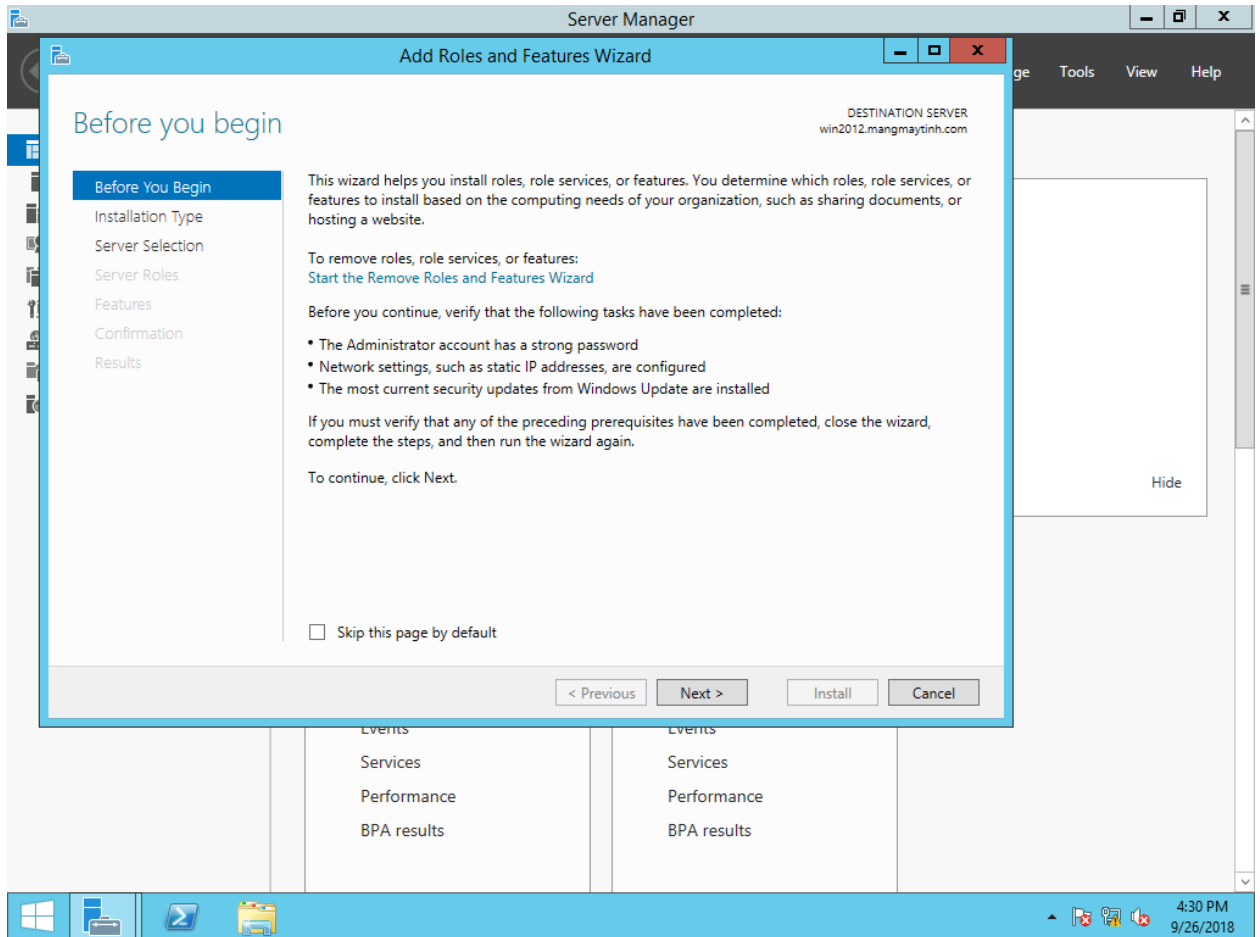 Server Manager
Add Roles and Features Wizard
Tools View Help
Before you begin
DESTINATION SERVER
win2012.mangmaytinh.com
Before You Begin
Installation Type
Server Selection
Server Roles
Features
Confirmation
Results
This wizard helps you install roles, role services, or features. You determine which roles, role services, or
features to install based on the computing needs of your organization, such as sharing documents, or
hosting a website.
To remove roles, role services, or features:
Start the Remove Roles and Features Wizard
Before you continue, verify that the following tasks have been completed:
• The Administrator account has a strong password
• Network settings, such as static IP addresses, are configured
• The most current security updates from Windows Update are installed
If you must verify that any of the preceding prerequisites have been completed, close the wizard,
complete the steps, and then run the wizard again.
To continue, click Next.
Hide
Skip this page by default
< Previous Next > Install Cancel
Events Events
Services Services
Performance Performance
BPA results BPA results
4:30 PM
9/26/2018